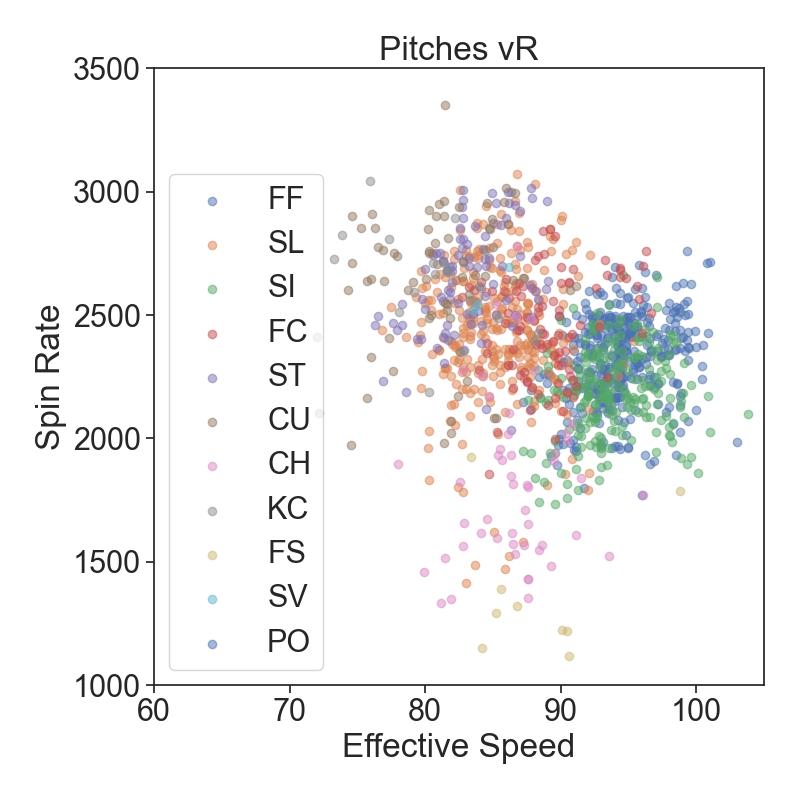 Pitches vR
3500
3000
2500
2000
1500
1000
Spin Rate
FF
SL
SI
FC
ST
CU
CH
KC
FS
SV
PO
60 70 80 90 100
Effective Speed